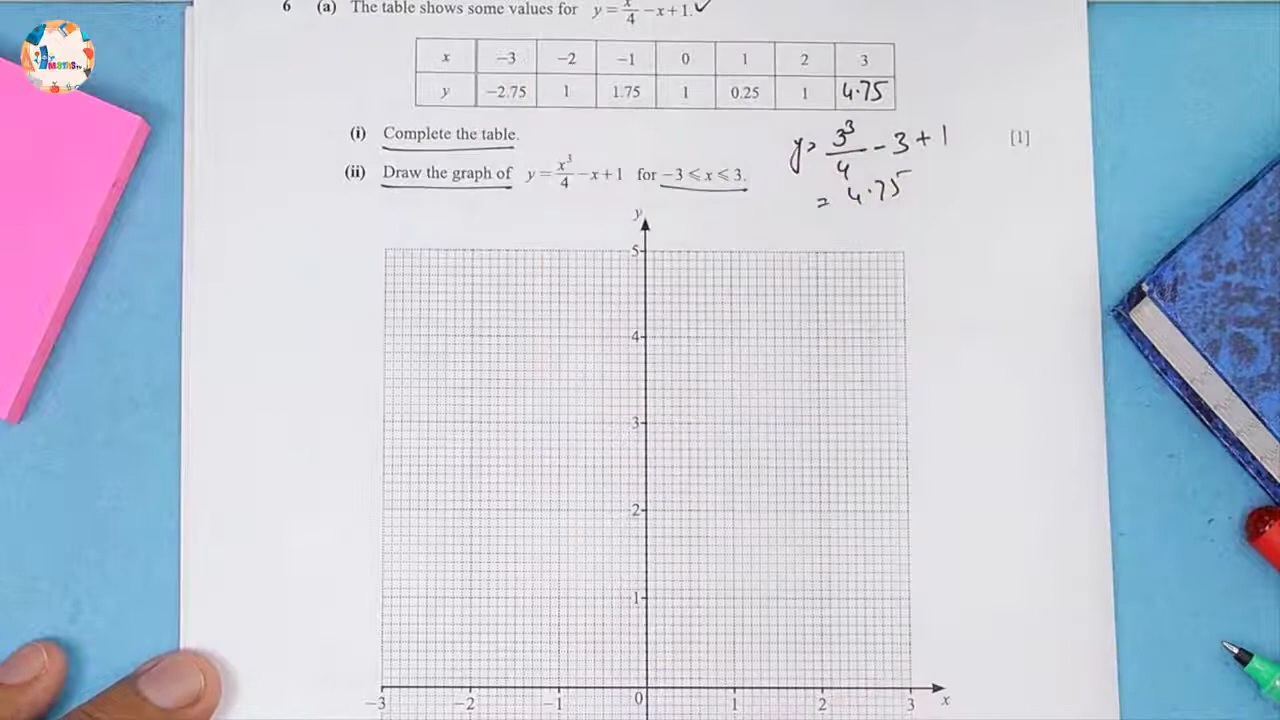 6 (a) The table shows some values for y = x³/4 − x + 1. ✓
x −3 −2 −1 0 1 2 3
y −2.75 1 1.75 1 0.25 1 4.75
(i) Complete the table. [1]
y = 3³/4 − 3 + 1
= 4.75
(ii) Draw the graph of y = x³/4 − x + 1 for −3 ⩽ x ⩽ 3.
y
5
4
3
2
1
−3 −2 −1 0 1 2 3 x
MATHS